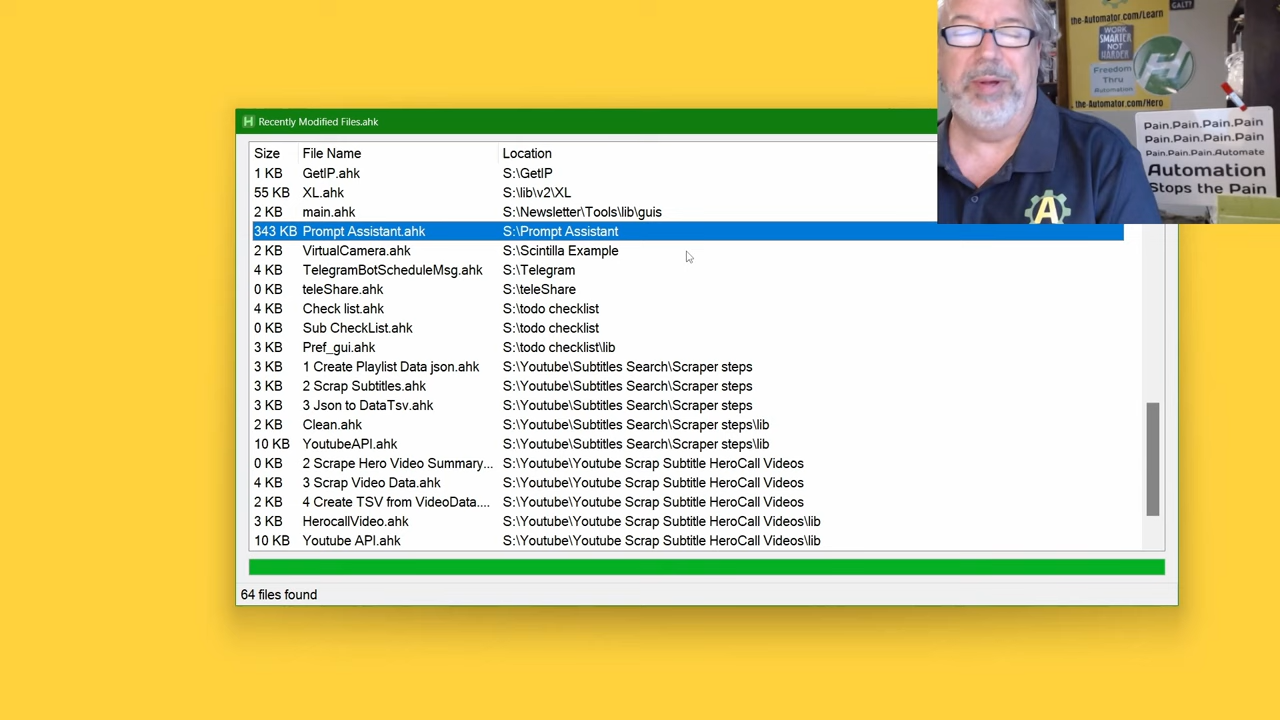 the-Automator.com/Learn
GALT?
WORK
SMARTER
NOT
HARDER
Freedom
Thru
Automation
the-Automator.com/Hero
Pain.Pain.Pain.Pain
Pain.Pain.Pain.Pain
Pain.Pain.Pain.Automate
Automation
Stops the Pain
H
A
Recently Modified Files.ahk
Size File Name Location
1 KB GetIP.ahk S:\GetIP
55 KB XL.ahk S:\lib\v2\XL
2 KB main.ahk S:\Newsletter\Tools\lib\guis
343 KB Prompt Assistant.ahk S:\Prompt Assistant
2 KB VirtualCamera.ahk S:\Scintilla Example
4 KB TelegramBotScheduleMsg.ahk S:\Telegram
0 KB teleShare.ahk S:\teleShare
4 KB Check list.ahk S:\todo checklist
0 KB Sub CheckList.ahk S:\todo checklist
3 KB Pref_gui.ahk S:\todo checklist\lib
3 KB 1 Create Playlist Data json.ahk S:\Youtube\Subtitles Search\Scraper steps
3 KB 2 Scrap Subtitles.ahk S:\Youtube\Subtitles Search\Scraper steps
3 KB 3 Json to DataTsv.ahk S:\Youtube\Subtitles Search\Scraper steps
2 KB Clean.ahk S:\Youtube\Subtitles Search\Scraper steps\lib
10 KB YoutubeAPI.ahk S:\Youtube\Subtitles Search\Scraper steps\lib
0 KB 2 Scrape Hero Video Summary... S:\Youtube\Youtube Scrap Subtitle HeroCall Videos
4 KB 3 Scrap Video Data.ahk S:\Youtube\Youtube Scrap Subtitle HeroCall Videos
2 KB 4 Create TSV from VideoData.... S:\Youtube\Youtube Scrap Subtitle HeroCall Videos
3 KB HerocallVideo.ahk S:\Youtube\Youtube Scrap Subtitle HeroCall Videos\lib
10 KB Youtube API.ahk S:\Youtube\Youtube Scrap Subtitle HeroCall Videos\lib
64 files found